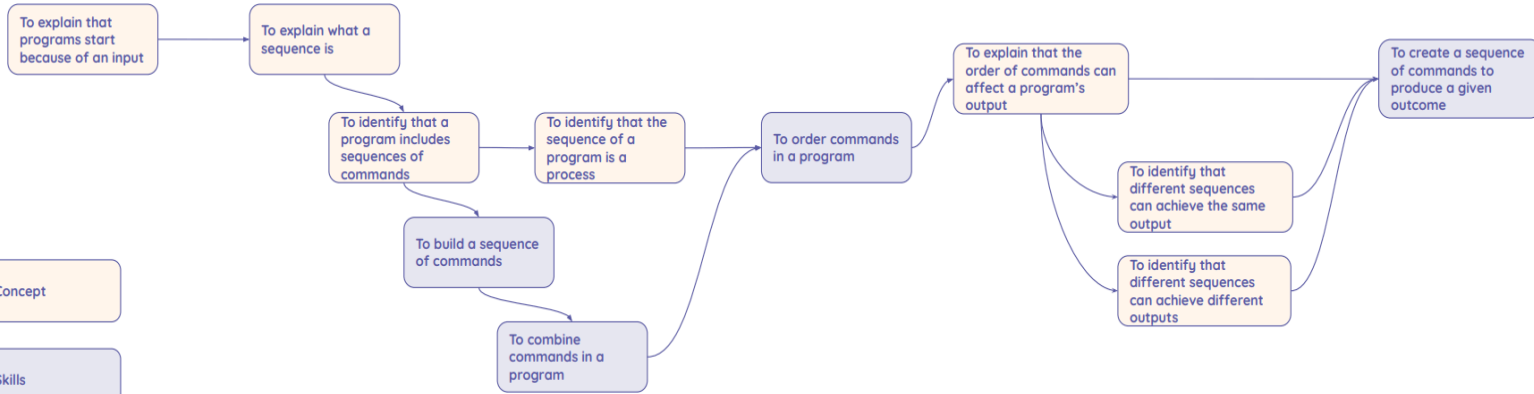 To explain that
programs start
because of an input
To explain what a
sequence is
To identify that a
program includes
sequences of
commands
To identify that the
sequence of a
program is a
process
To build a sequence
of commands
To combine
commands in a
program
To order commands
in a program
To explain that the
order of commands can
affect a program's
output
To identify that
different sequences
can achieve the same
output
To identify that
different sequences
can achieve different
outputs
To create a sequence
of commands to
produce a given
outcome
Concept
Skills